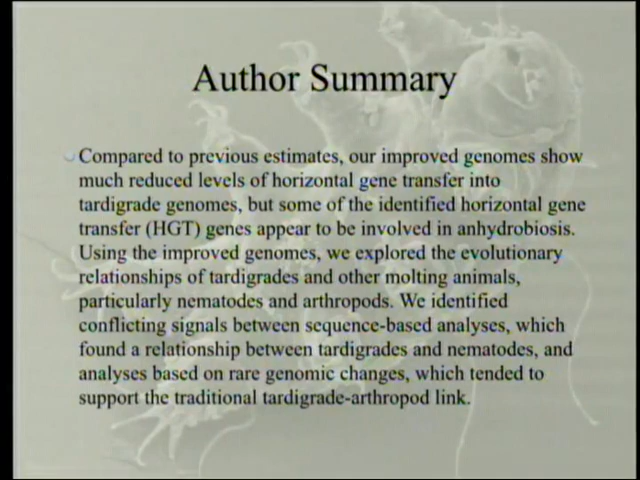 Author Summary
Compared to previous estimates, our improved genomes show
much reduced levels of horizontal gene transfer into
tardigrade genomes, but some of the identified horizontal gene
transfer (HGT) genes appear to be involved in anhydrobiosis.
Using the improved genomes, we explored the evolutionary
relationships of tardigrades and other molting animals,
particularly nematodes and arthropods. We identified
conflicting signals between sequence-based analyses, which
found a relationship between tardigrades and nematodes, and
analyses based on rare genomic changes, which tended to
support the traditional tardigrade-arthropod link.